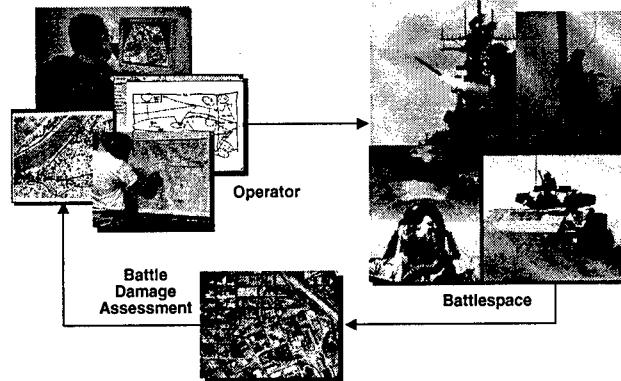 Operator
Battle
Damage
Assessment
Battlespace